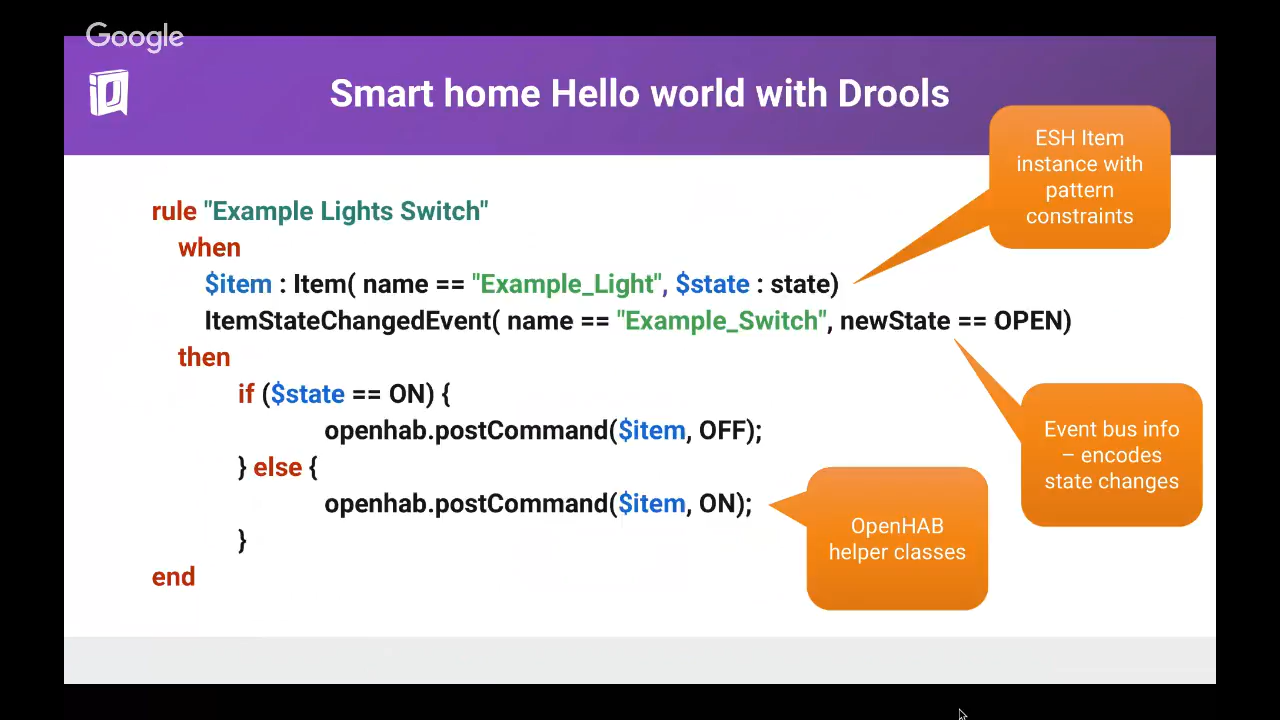 Google
Smart home Hello world with Drools
ESH Item
instance with
pattern
constraints
rule "Example Lights Switch"
when
$item : Item( name == "Example_Light", $state : state)
ItemStateChangedEvent( name == "Example_Switch", newState == OPEN)
then
if ($state == ON) {
openhab.postCommand($item, OFF);
} else {
openhab.postCommand($item, ON);
}
end
Event bus info
– encodes
state changes
OpenHAB
helper classes